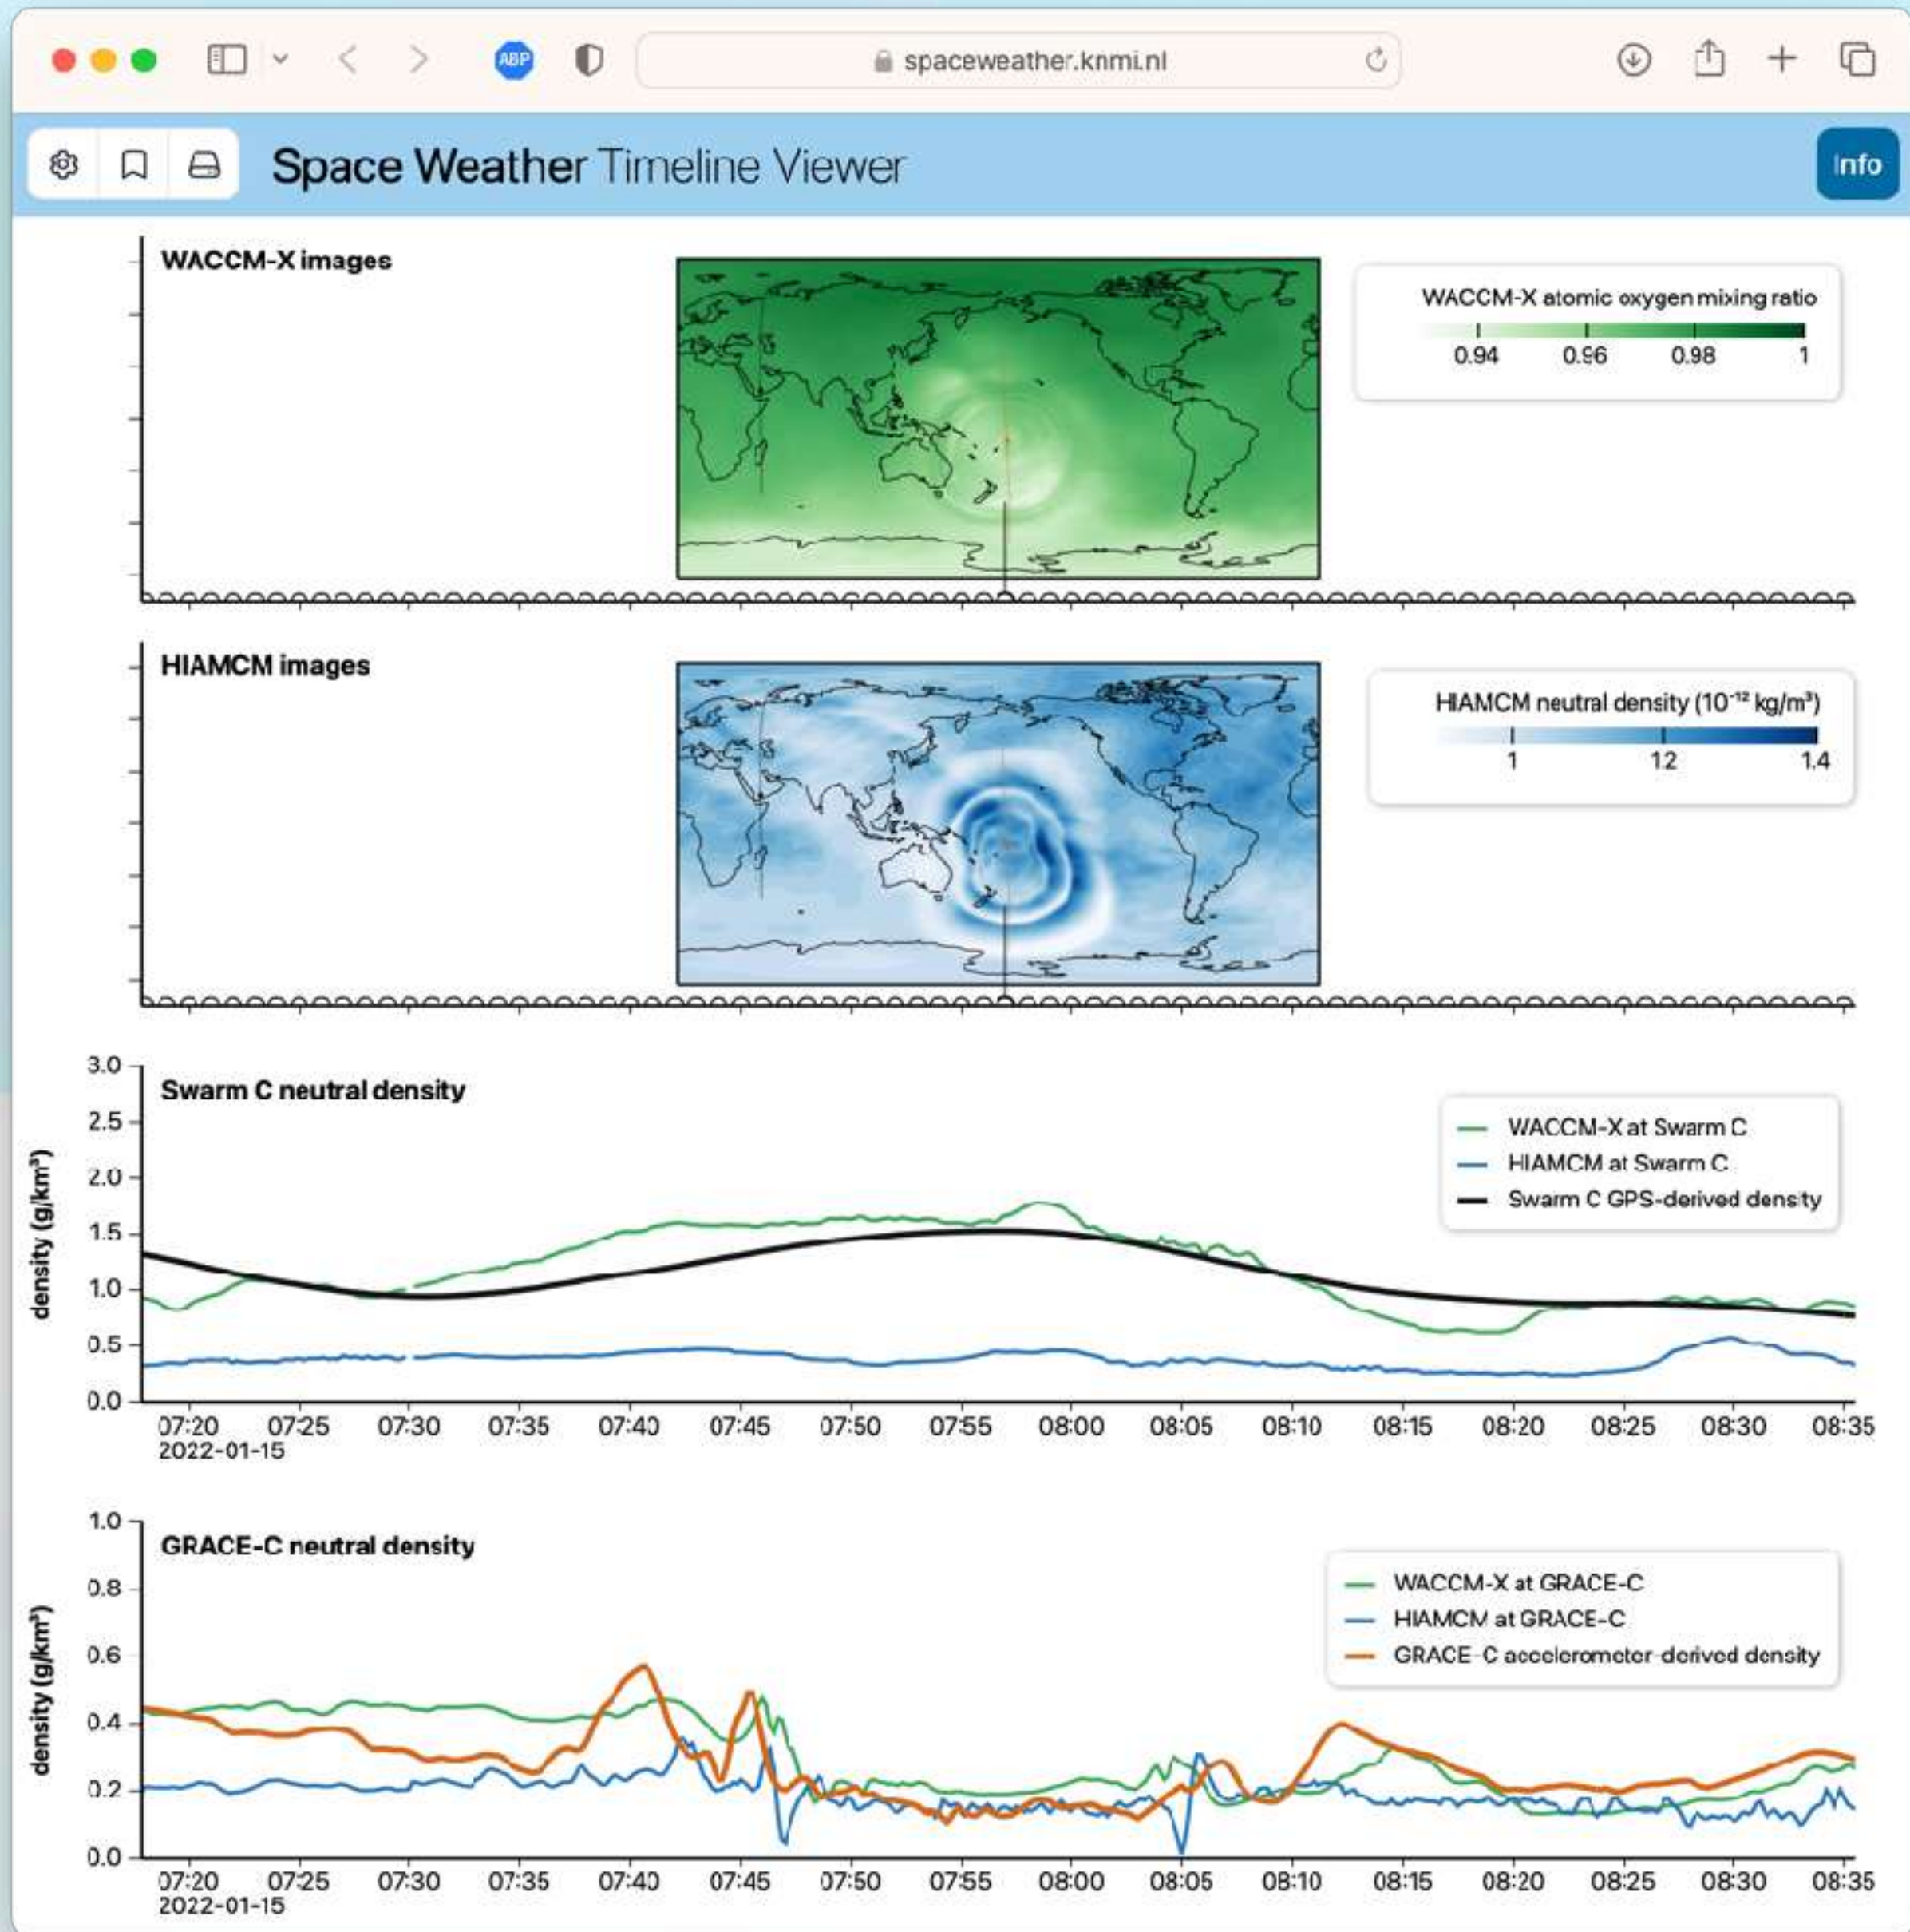 ABP
spaceweather.knmi.nl
Space Weather Timeline Viewer
Info
WACCM-X images
WACCM-X atomic oxygen mixing ratio
0.94 0.96 0.98 1
HIAMCM images
HIAMCM neutral density (10⁻¹² kg/m³)
1 1.2 1.4
Swarm C neutral density
density (g/km³)
3.0
2.5
2.0
1.5
1.0
0.5
0.0
WACCM-X at Swarm C
HIAMCM at Swarm C
Swarm C GPS-derived density
07:20 07:25 07:30 07:35 07:40 07:45 07:50 07:55 08:00 08:05 08:10 08:15 08:20 08:25 08:30 08:35
2022-01-15
GRACE-C neutral density
density (g/km³)
1.0
0.8
0.6
0.4
0.2
0.0
WACCM-X at GRACE-C
HIAMCM at GRACE-C
GRACE-C accelerometer-derived density
07:20 07:25 07:30 07:35 07:40 07:45 07:50 07:55 08:00 08:05 08:10 08:15 08:20 08:25 08:30 08:35
2022-01-15